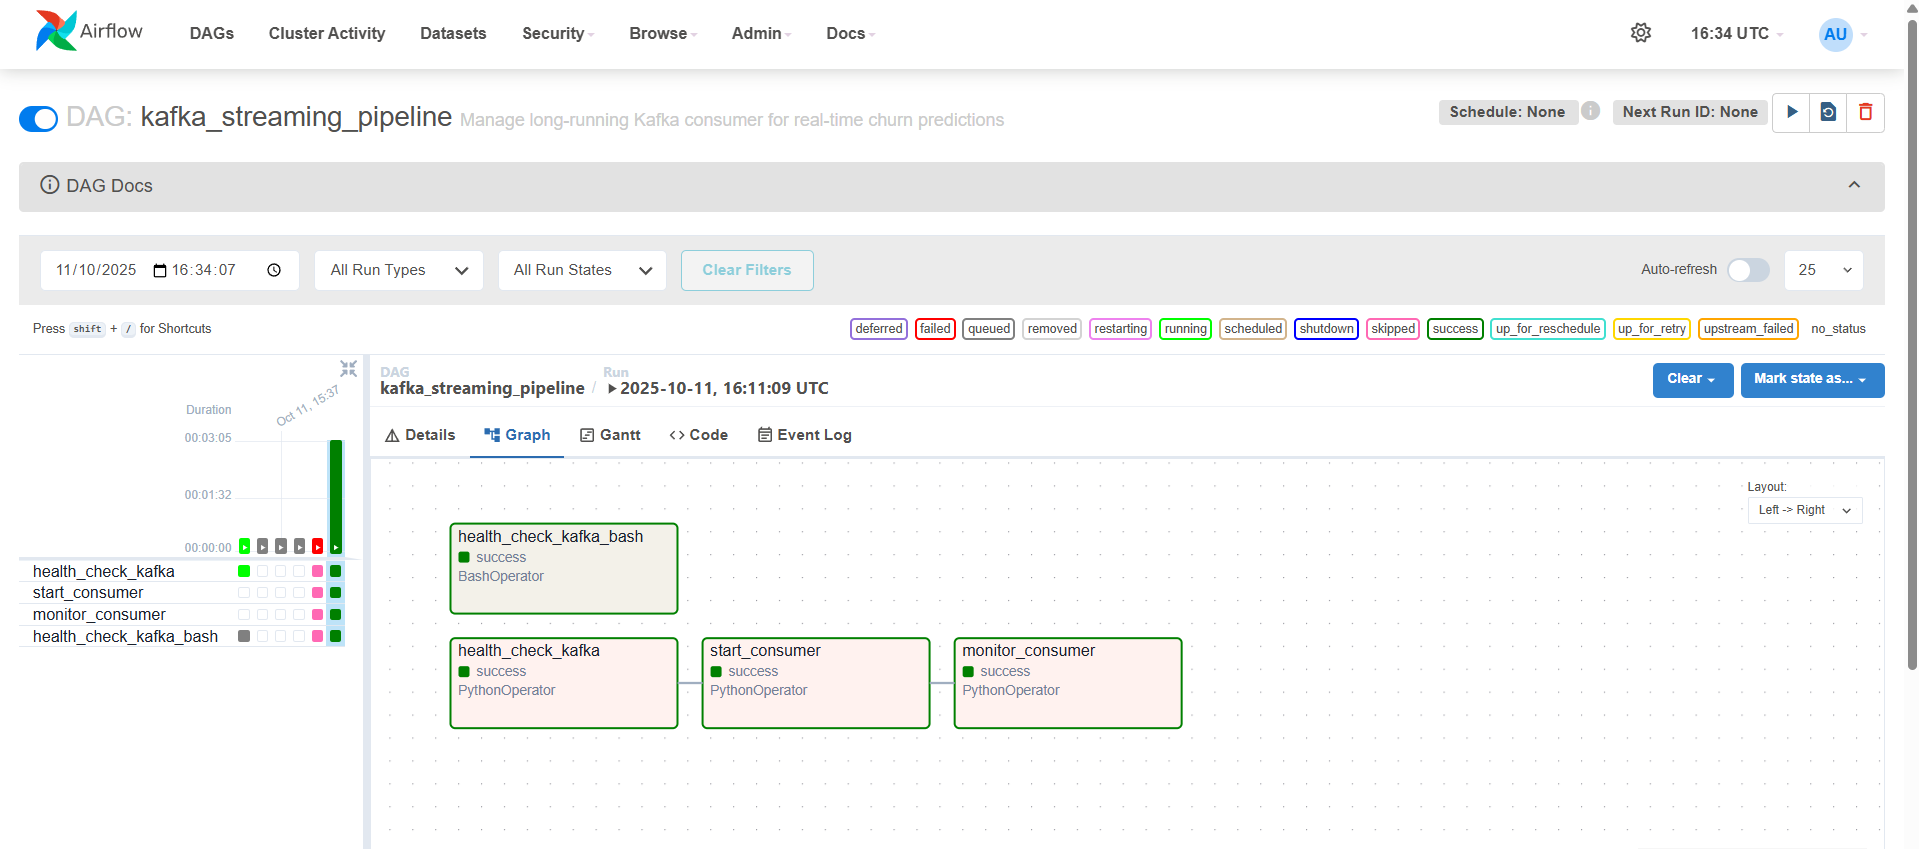 Airflow DAGs Cluster Activity Datasets Security Browse Admin Docs 16:34 UTC AU
DAG: kafka_streaming_pipeline Manage long-running Kafka consumer for real-time churn predictions Schedule: None i Next Run ID: None
DAG Docs
11/10/2025 16:34:07 All Run Types All Run States Clear Filters Auto-refresh 25
Press shift + / for Shortcuts deferred failed queued removed restarting running scheduled shutdown skipped success up_for_reschedule up_for_retry upstream_failed no_status
DAG Run
kafka_streaming_pipeline / 2025-10-11, 16:11:09 UTC Clear Mark state as...
Oct 11, 15:37
Duration
00:03:05
00:01:32
00:00:00
health_check_kafka
start_consumer
monitor_consumer
health_check_kafka_bash
Details Graph Gantt <> Code Event Log
Layout:
Left -> Right
health_check_kafka_bash
success
BashOperator
health_check_kafka
success
PythonOperator
start_consumer
success
PythonOperator
monitor_consumer
success
PythonOperator